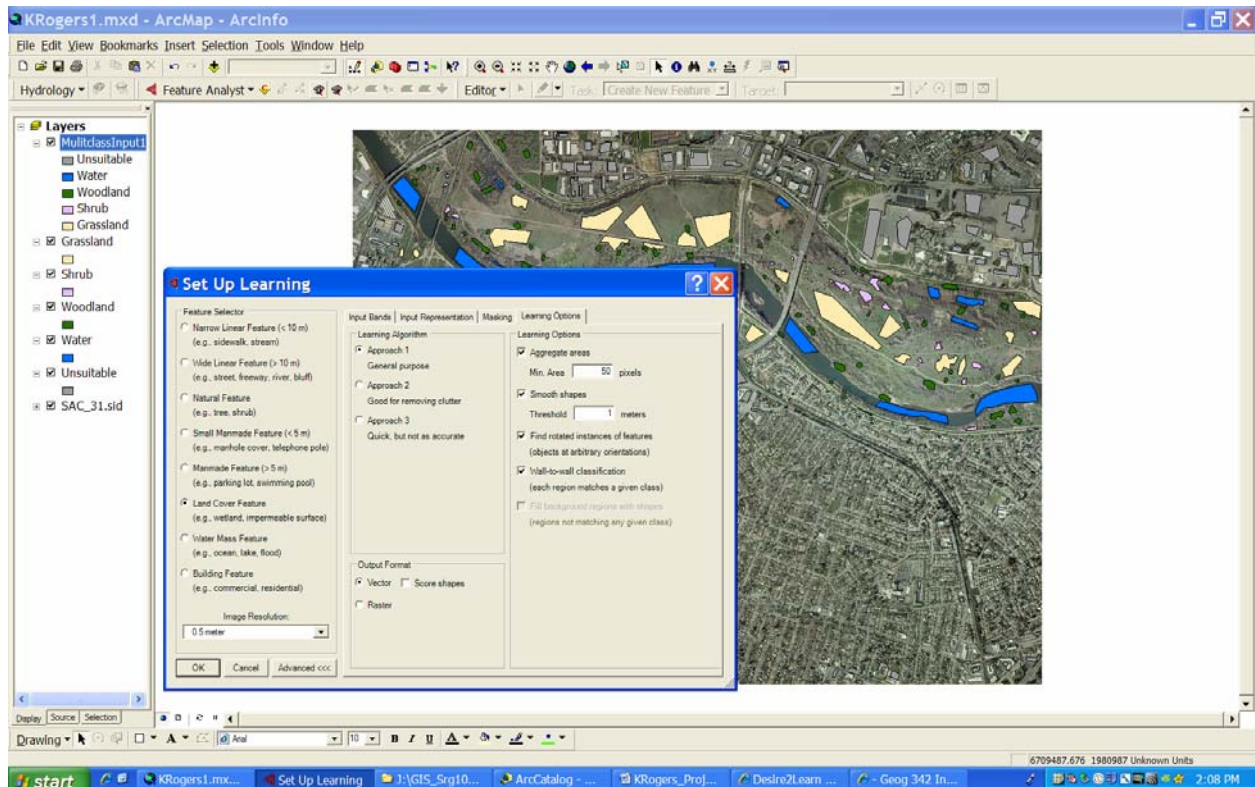 KRogers1.mxd - ArcMap - ArcInfo
File Edit View Bookmarks Insert Selection Tools Window Help
Hydrology Feature Analyst Editor Task: Create New Feature Target:
Layers
MulitclassInput1
Unsuitable
Water
Woodland
Shrub
Grassland
Grassland
Shrub
Woodland
Water
Unsuitable
SAC_31.sid
Set Up Learning
Feature Selector
Narrow Linear Feature (< 10 m)
(e.g., sidewalk, stream)
Wide Linear Feature (> 10 m)
(e.g., street, freeway, river, bluff)
Natural Feature
(e.g., tree, shrub)
Small Manmade Feature (< 5 m)
(e.g., manhole cover, telephone pole)
Manmade Feature (> 5 m)
(e.g., parking lot, swimming pool)
Land Cover Feature
(e.g., wetland, impermeable surface)
Water Mass Feature
(e.g., ocean, lake, flood)
Building Feature
(e.g., commercial, residential)
Image Resolution:
0.5 meter
OK Cancel Advanced <<<
Input Bands Input Representation Masking Learning Options
Learning Algorithm
Approach 1
General purpose
Approach 2
Good for removing clutter
Approach 3
Quick, but not as accurate
Output Format
Vector Score shapes
Raster
Learning Options
Aggregate areas
Min. Area 50 pixels
Smooth shapes
Threshold 1 meters
Find rotated instances of features
(objects at arbitrary orientations)
Wall-to-wall classification
(each region matches a given class)
Fill background regions with shapes
(regions not matching any given class)
Display Source Selection
Drawing A Arial 10 B I U A
6709487.676 1980987 Unknown Units
start KRogers1.mx... Set Up Learning J:\GIS_Srg10... ArcCatalog - ... KRogers_Proj... Desire2Learn ... - Geog 342 In... 2:08 PM